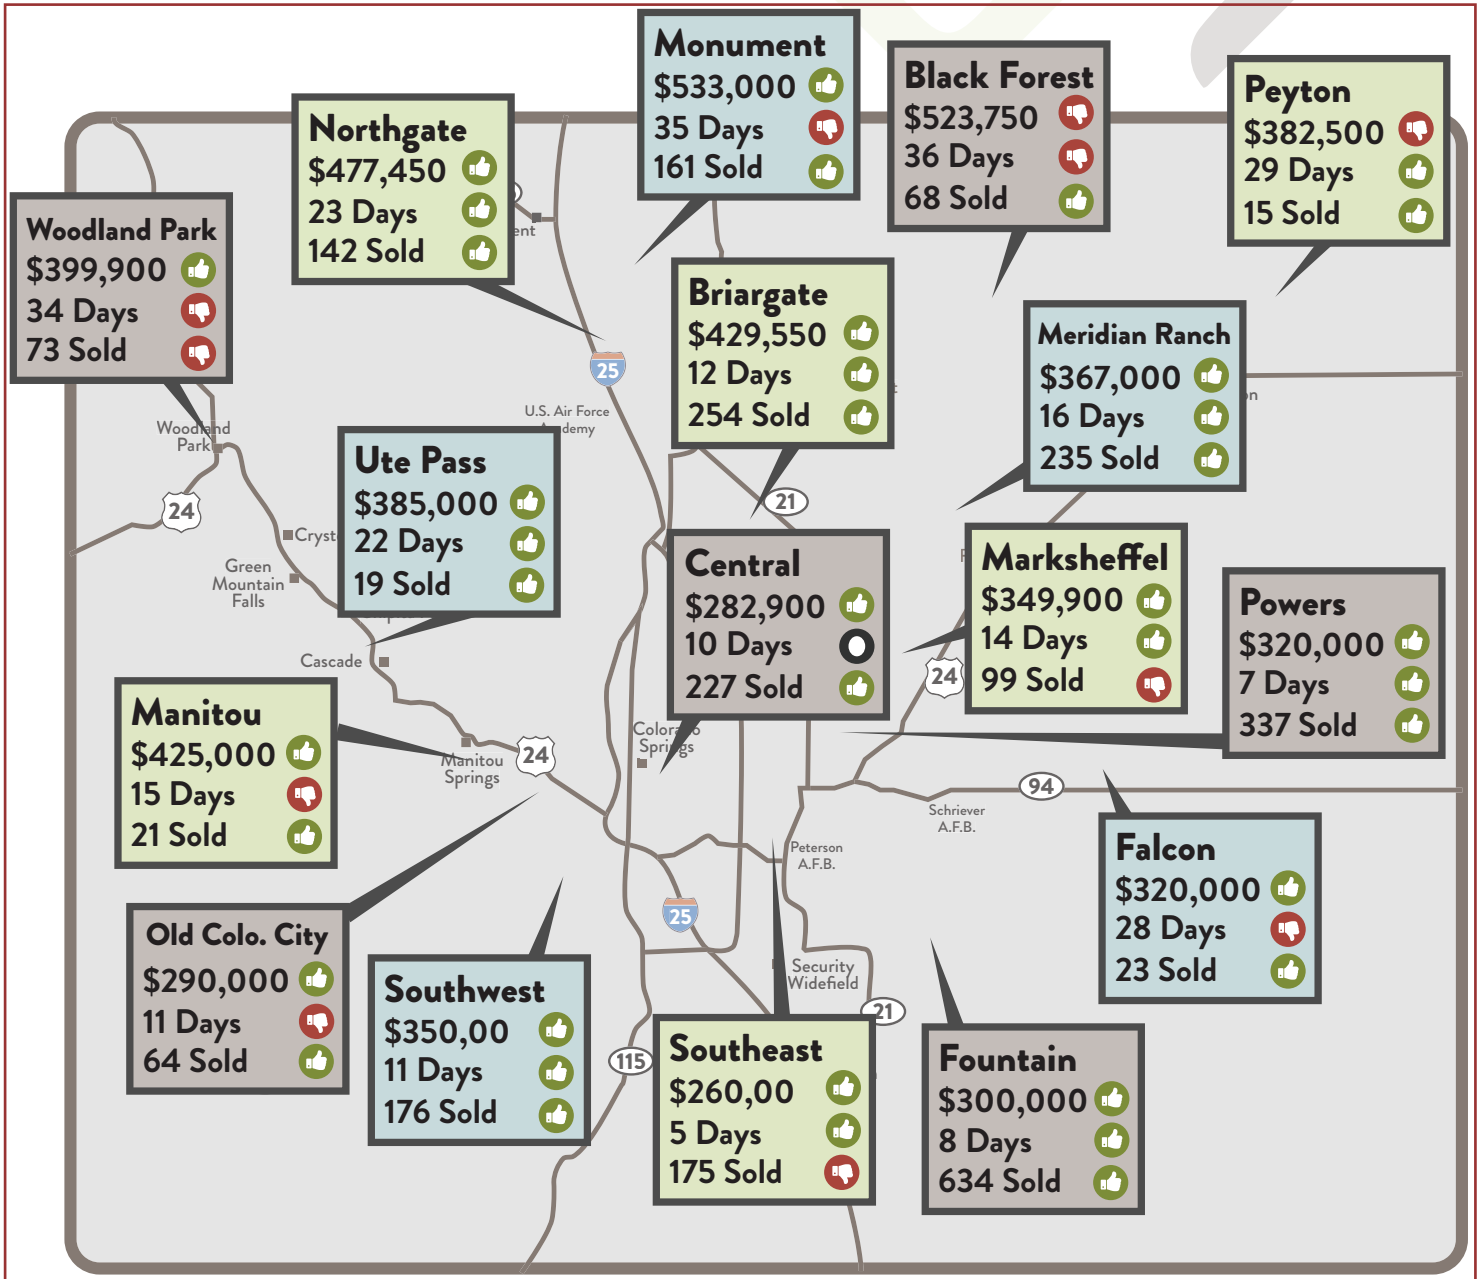 Monument
$533,000
35 Days
161 Sold
Black Forest
$523,750
36 Days
68 Sold
Peyton
$382,500
29 Days
15 Sold
Northgate
$477,450
23 Days
142 Sold
Woodland Park
$399,900
34 Days
73 Sold
Briargate
$429,550
12 Days
254 Sold
Meridian Ranch
$367,000
16 Days
235 Sold
25
U.S. Air Force
Woodland
Park
24
Ute Pass
$385,000
22 Days
19 Sold
21
Green
Mountain
Falls
Cascade
Central
$282,900
10 Days
227 Sold
Marksheffel
$349,900
14 Days
99 Sold
24
Powers
$320,000
7 Days
337 Sold
Manitou
$425,000
15 Days
21 Sold
Manitou
Springs
24
Colorado
Springs
94
Schriever
A.F.B.
Peterson
A.F.B.
Falcon
$320,000
28 Days
23 Sold
Old Colo. City
$290,000
11 Days
64 Sold
25
Southwest
$350,00
11 Days
176 Sold
Security
Widefield
21
115
Southeast
$260,00
5 Days
175 Sold
Fountain
$300,000
8 Days
634 Sold